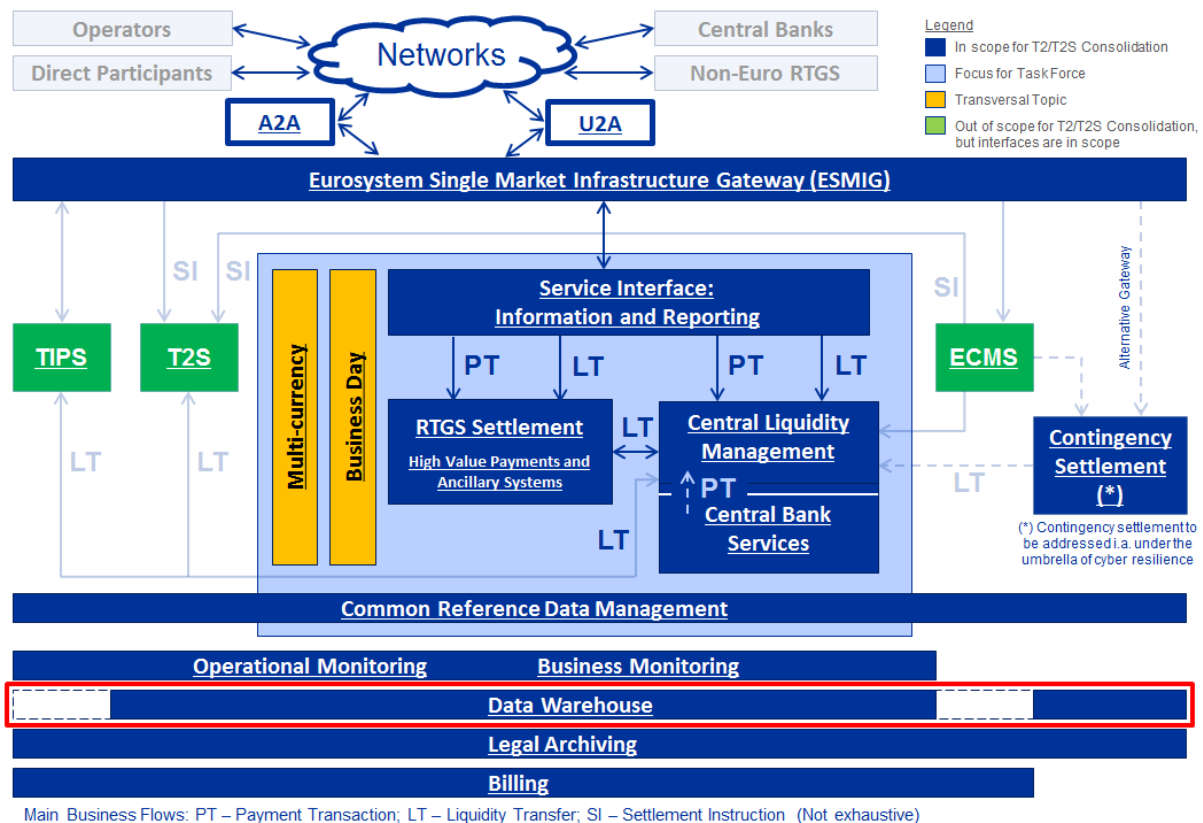 Operators
Direct Participants
Networks
Central Banks
Non-Euro RTGS
Legend
In scope for T2/T2S Consolidation
Focus for Task Force
Transversal Topic
Out of scope for T2/T2S Consolidation,
but interfaces are in scope
A2A
U2A
Eurosystem Single Market Infrastructure Gateway (ESMIG)
SI
SI
SI
Alternative Gateway
Multi-currency
Business Day
Service Interface:
Information and Reporting
TIPS
T2S
ECMS
PT
LT
PT
LT
RTGS Settlement
High Value Payments and
Ancillary Systems
LT
Central Liquidity
Management
PT
Central Bank
Services
Contingency
Settlement
(*)
LT
LT
LT
LT
(*) Contingency settlement to
be addressed i.a. under the
umbrella of cyber resilience
Common Reference Data Management
Operational Monitoring
Business Monitoring
Data Warehouse
Legal Archiving
Billing
Main Business Flows: PT – Payment Transaction; LT – Liquidity Transfer; SI – Settlement Instruction (Not exhaustive)